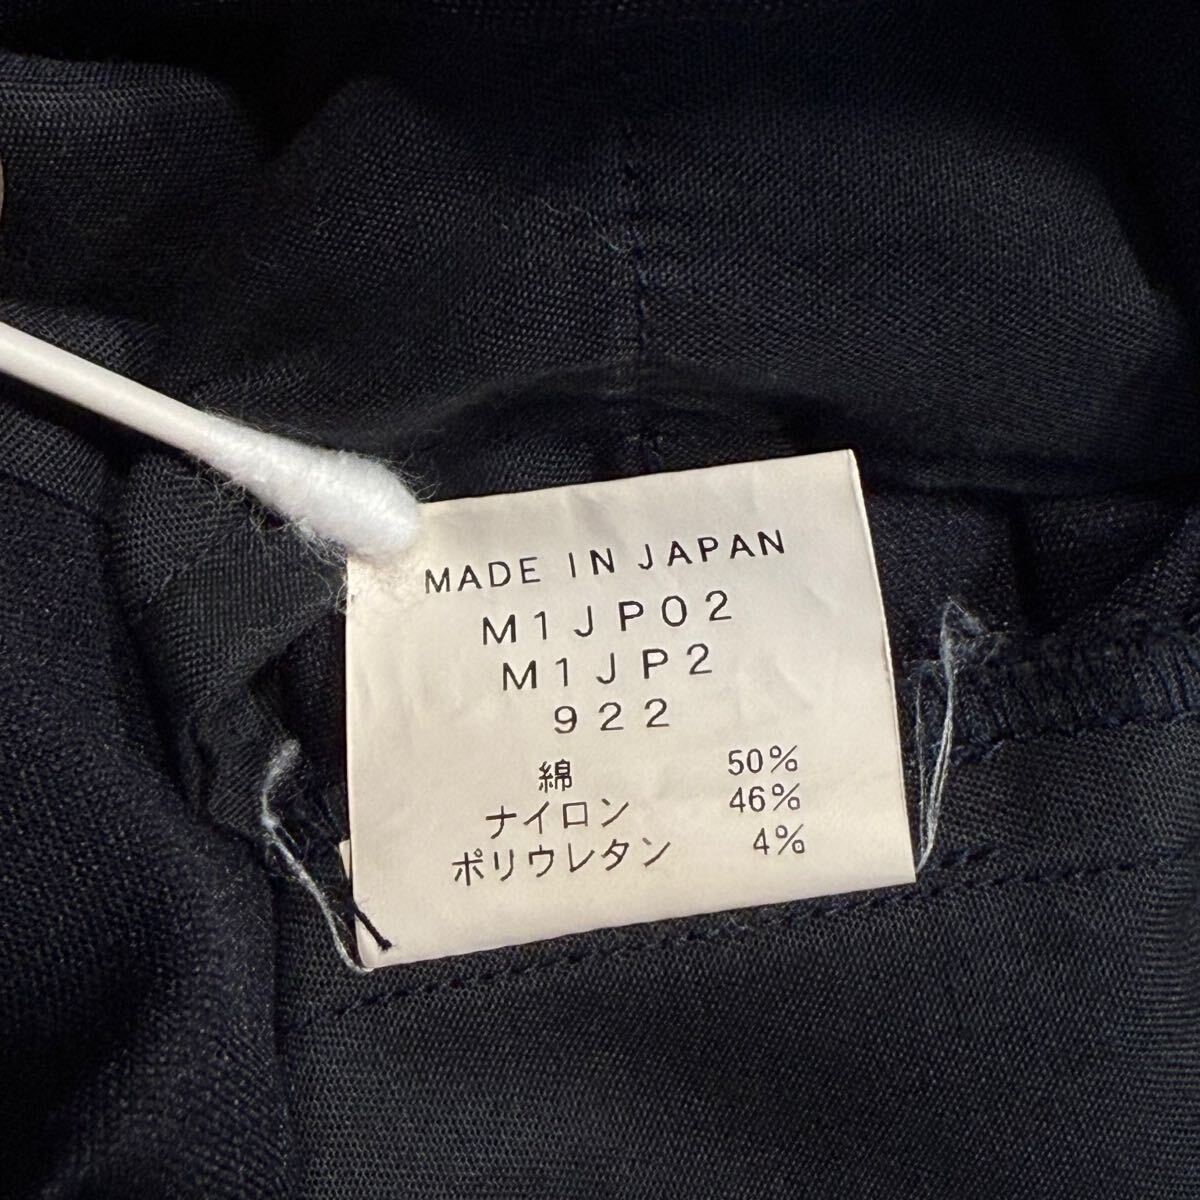 MADE IN JAPAN
M1JP02
M1JP2
922
綿 50%
ナイロン 46%
ポリウレタン 4%